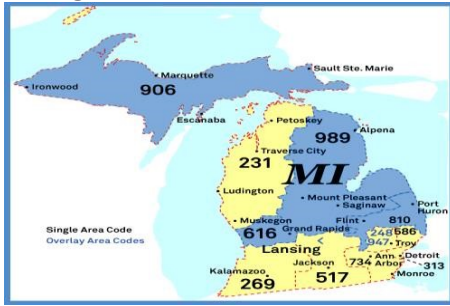 Sault Ste. Marie
Marquette
Ironwood
906
Escanaba
Petoskey
989
Alpena
Traverse City
231
MI
Ludington
Mount Pleasant
Saginaw
Port
Huron
Muskegon
Flint
810
616
Grand Rapids
248
586
Single Area Code
Overlay Area Codes
Lansing
947
Troy
Kalamazoo
Jackson
734
Ann
Arbor
Detroit
313
269
517
Monroe